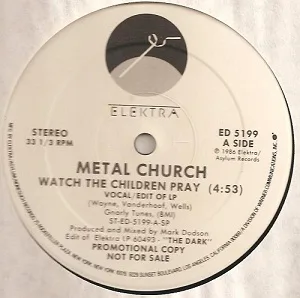 ELEKTRA
STEREO
33 1/3 RPM
ED 5199
A SIDE
℗ 1986 Elektra/
Asylum Records
METAL CHURCH
WATCH THE CHILDREN PRAY (4:53)
VOCAL/EDIT OF LP
(Wayne, Vanderhoof, Wells)
Gnarly Tunes, (BMI)
ST-ED-5199-A-SP
Produced and Mixed by Mark Dodson
Edit of Elektra LP 60493 - "THE DARK"
PROMOTIONAL COPY
NOT FOR SALE